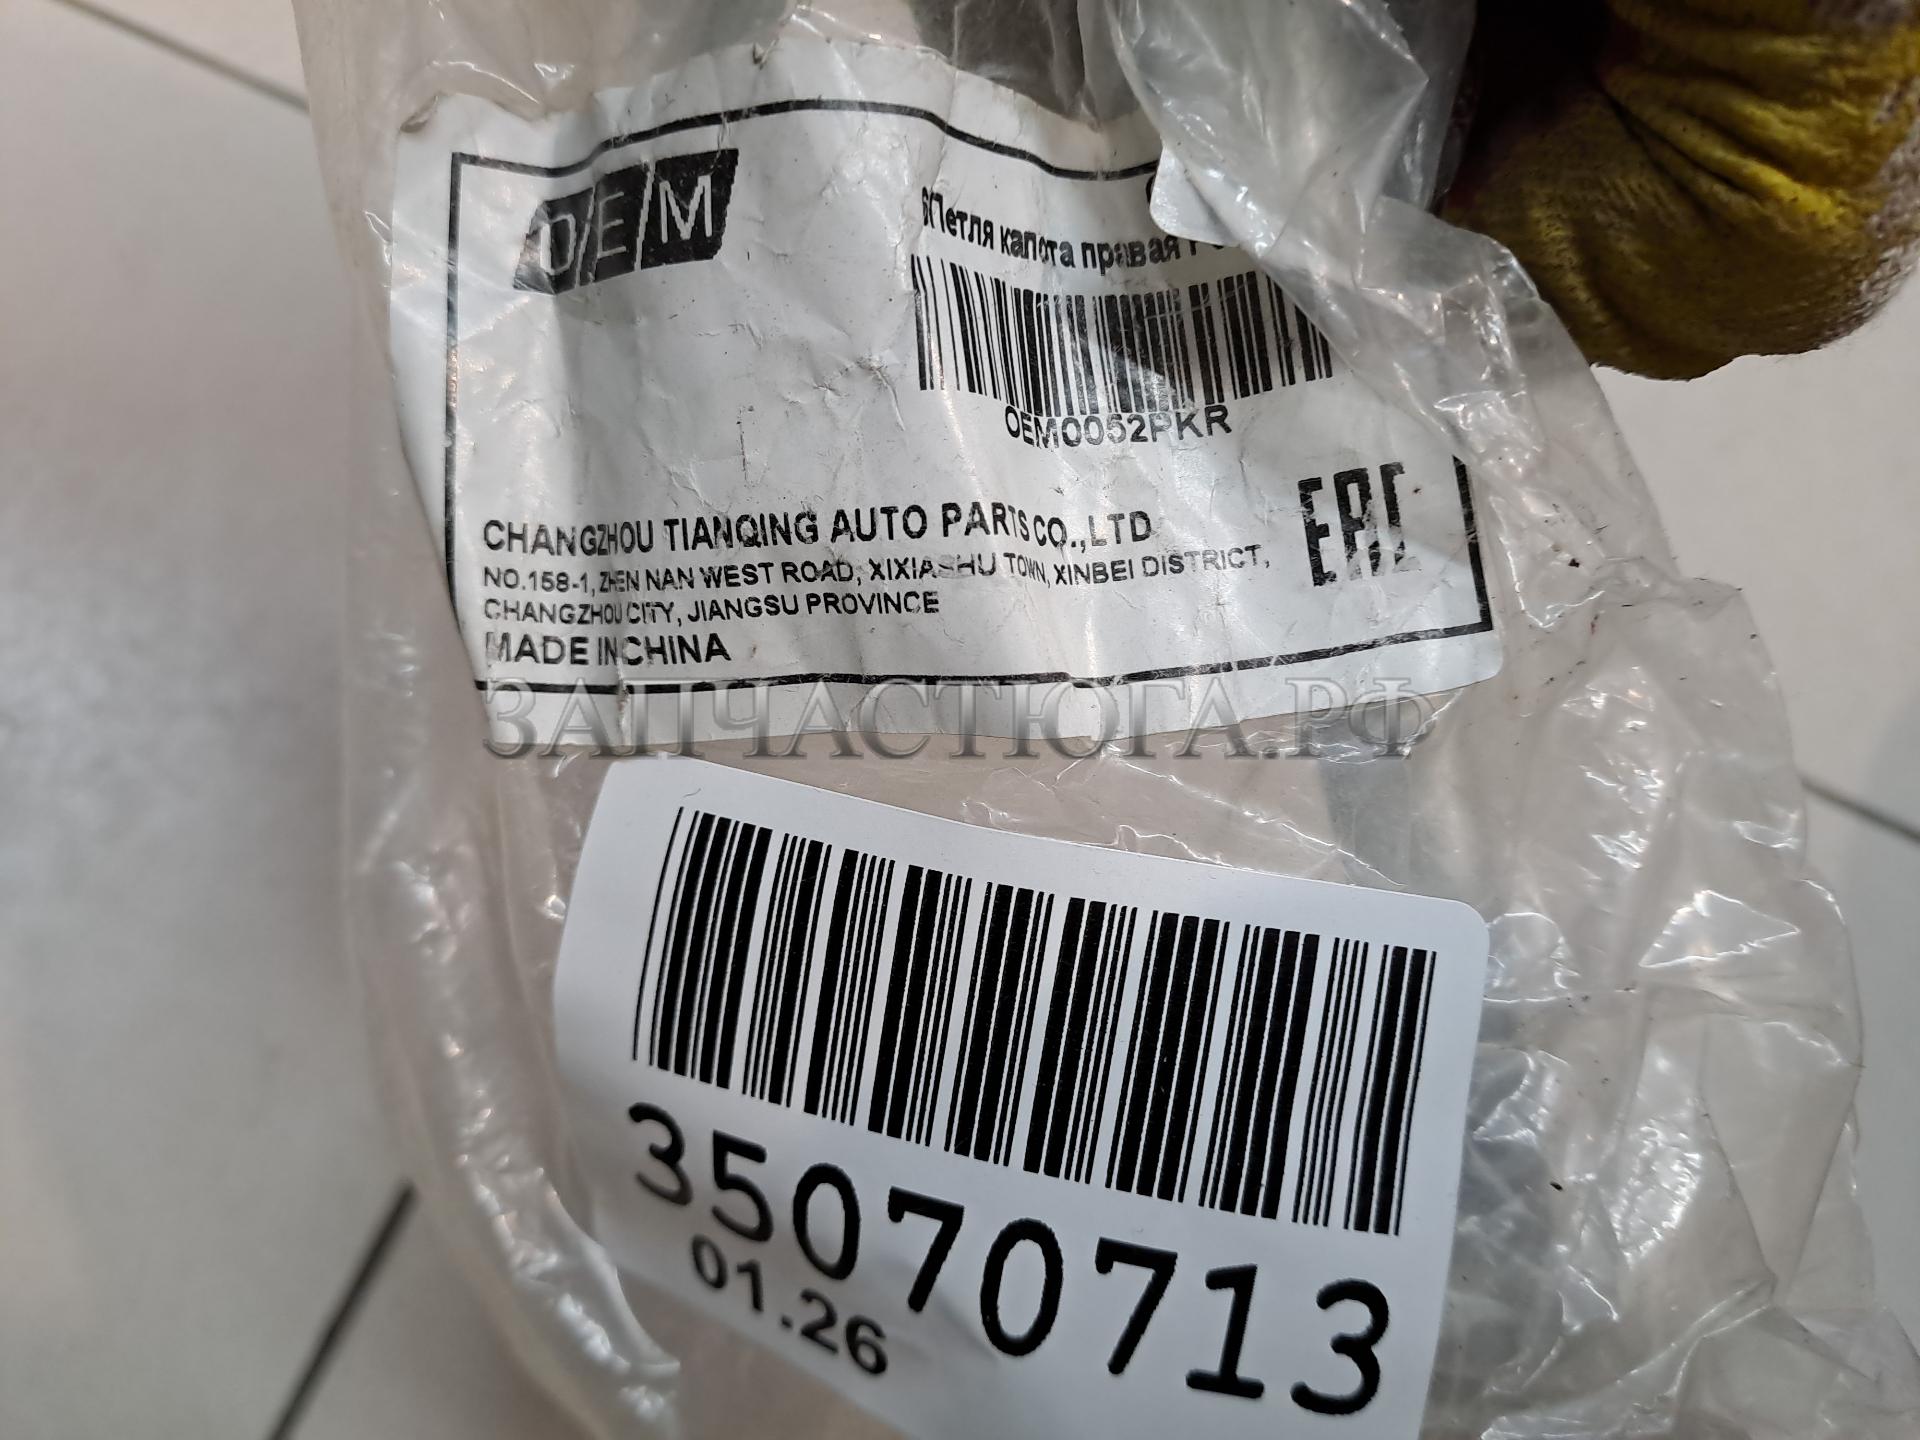 OEM
Петля капота правая
OEM0052PKR
CHANGZHOU TIANQING AUTO PARTS CO.,LTD
NO.158-1, ZHEN NAN WEST ROAD, XIXIASHU TOWN, XINBEI DISTRICT,
CHANGZHOU CITY, JIANGSU PROVINCE
MADE IN CHINA
EAC
ЗАПЧАСТЮГА.РФ
35070713
01.26